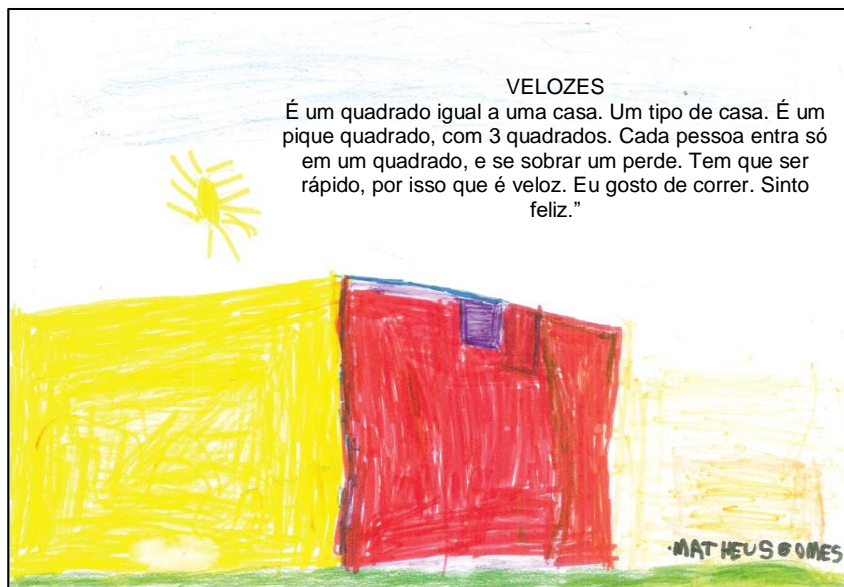 VELOZES
É um quadrado igual a uma casa. Um tipo de casa. É um
pique quadrado, com 3 quadrados. Cada pessoa entra só
em um quadrado, e se sobrar um perde. Tem que ser
rápido, por isso que é veloz. Eu gosto de correr. Sinto
feliz.”
.MATHEUS GOMES